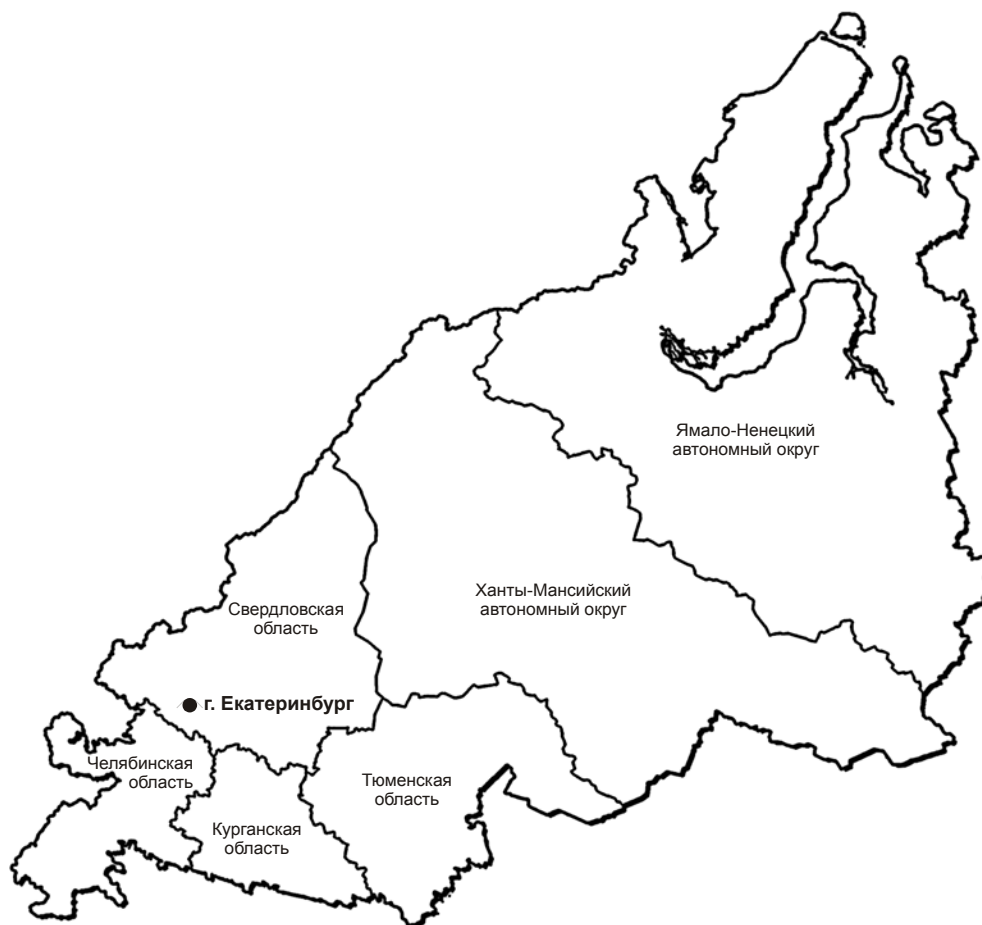 Ямало-Ненецкий
автономный округ
Ханты-Мансийский
автономный округ
Свердловская
область
г. Екатеринбург
Челябинская
область
Тюменская
область
Курганская
область